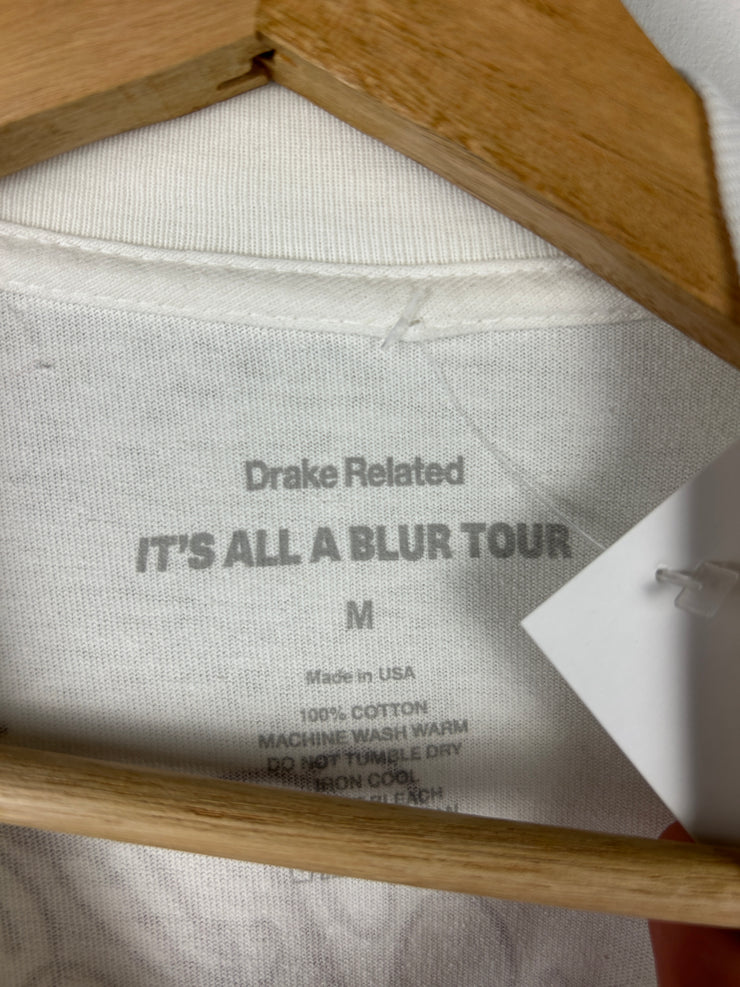 Drake Related
IT'S ALL A BLUR TOUR
M
Made in USA
100% COTTON
MACHINE WASH WARM
DO NOT TUMBLE DRY
IRON COOL
BLEACH